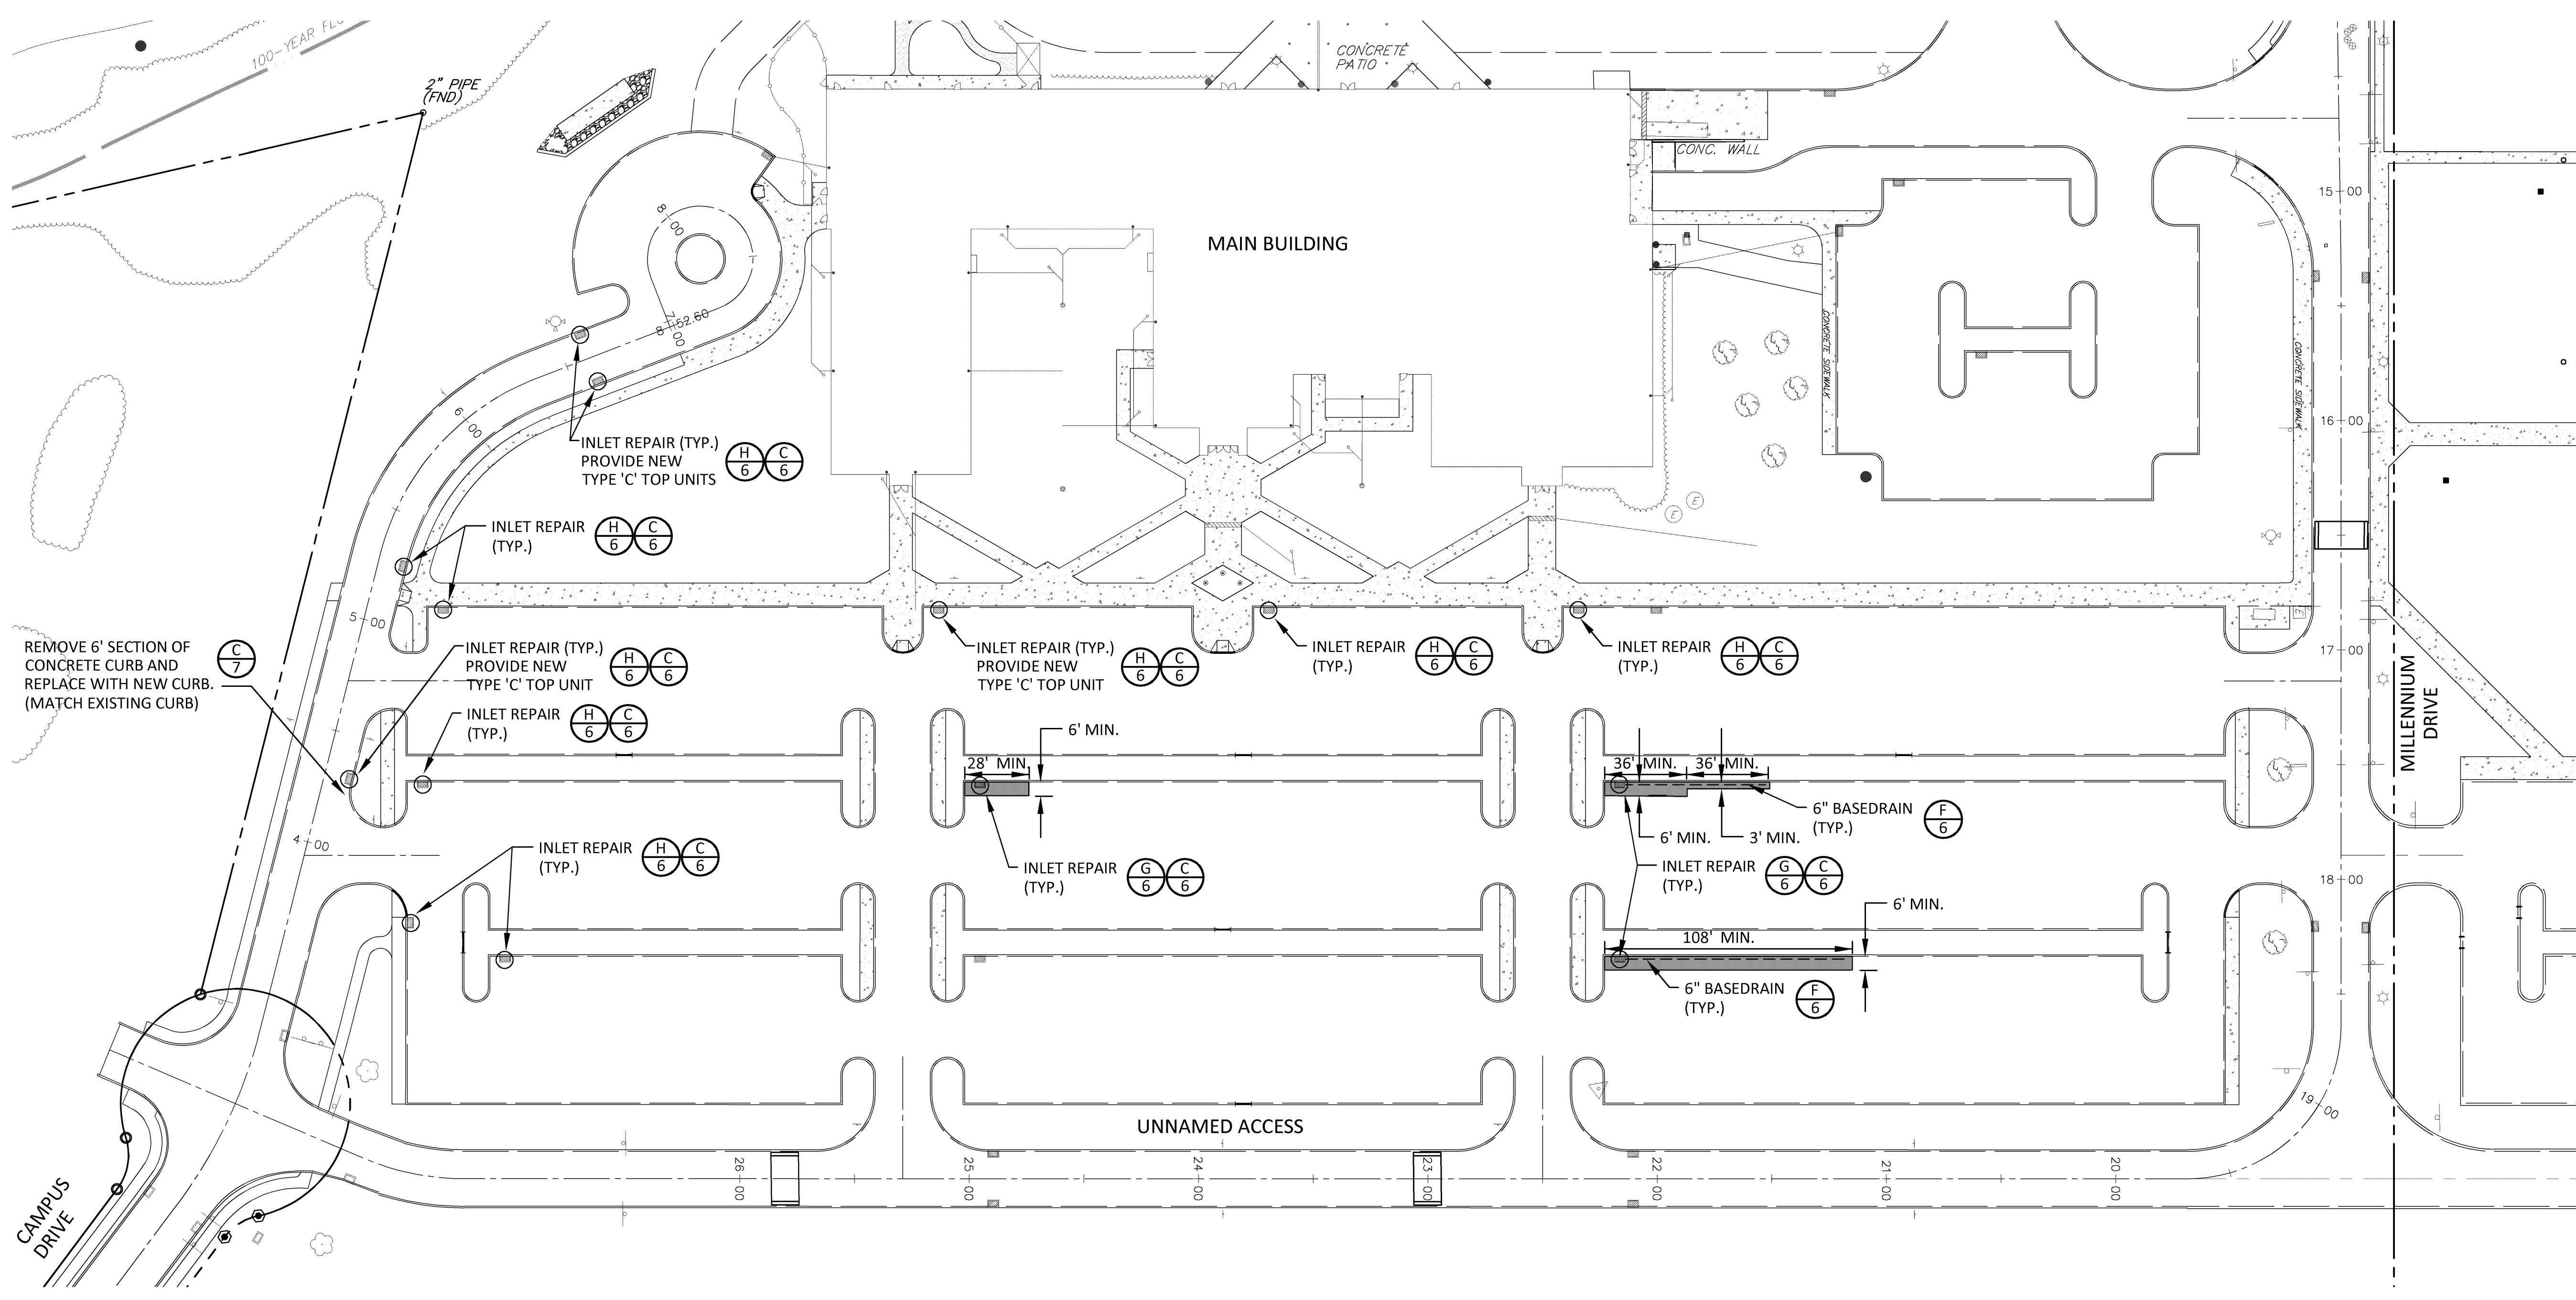 100-YEAR FL
2" PIPE
(FND)
CONCRETE
PATIO
CONC. WALL
MAIN BUILDING
15+00
8+00
7+00
8+52.60
6+00
CONCRETE SIDEWALK
CONCRETE SIDEWALK
16+00
INLET REPAIR (TYP.)
PROVIDE NEW
TYPE 'C' TOP UNITS
H
6
C
6
E
E
INLET REPAIR
(TYP.)
H
6
C
6
5+00
REMOVE 6' SECTION OF
CONCRETE CURB AND
REPLACE WITH NEW CURB.
(MATCH EXISTING CURB)
C
7
INLET REPAIR (TYP.)
PROVIDE NEW
TYPE 'C' TOP UNIT
H
6
C
6
INLET REPAIR (TYP.)
PROVIDE NEW
TYPE 'C' TOP UNIT
H
6
C
6
INLET REPAIR
(TYP.)
H
6
C
6
INLET REPAIR
(TYP.)
H
6
C
6
17+00
MILLENNIUM
DRIVE
INLET REPAIR
(TYP.)
H
6
C
6
6' MIN.
28' MIN.
36' MIN.
36' MIN.
6" BASEDRAIN
(TYP.)
F
6
6' MIN.
3' MIN.
4+00
INLET REPAIR
(TYP.)
H
6
C
6
INLET REPAIR
(TYP.)
G
6
C
6
INLET REPAIR
(TYP.)
G
6
C
6
18+00
6' MIN.
108' MIN.
6" BASEDRAIN
(TYP.)
F
6
19+00
UNNAMED ACCESS
26+00
25+00
24+00
23+00
22+00
21+00
20+00
CAMPUS
DRIVE